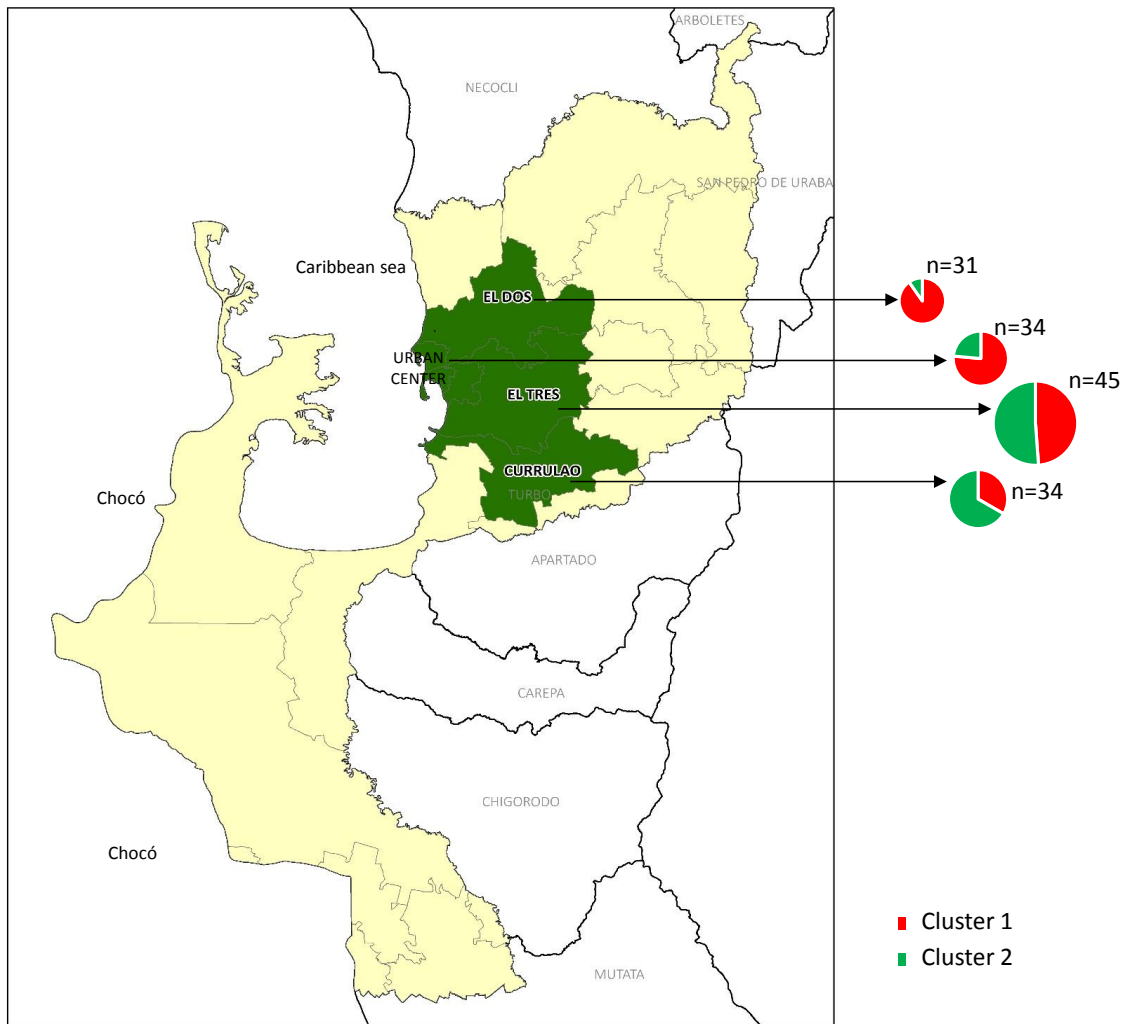 ARBOLETES
NECOCLI
SAN PEDRO DE URABA
Caribbean sea
n=31
EL DOS
n=34
URBAN
CENTER
n=45
EL TRES
CURRULAO
n=34
TURBO
Chocó
APARTADO
CAREPA
CHIGORODO
Chocó
Cluster 1
Cluster 2
MUTATA